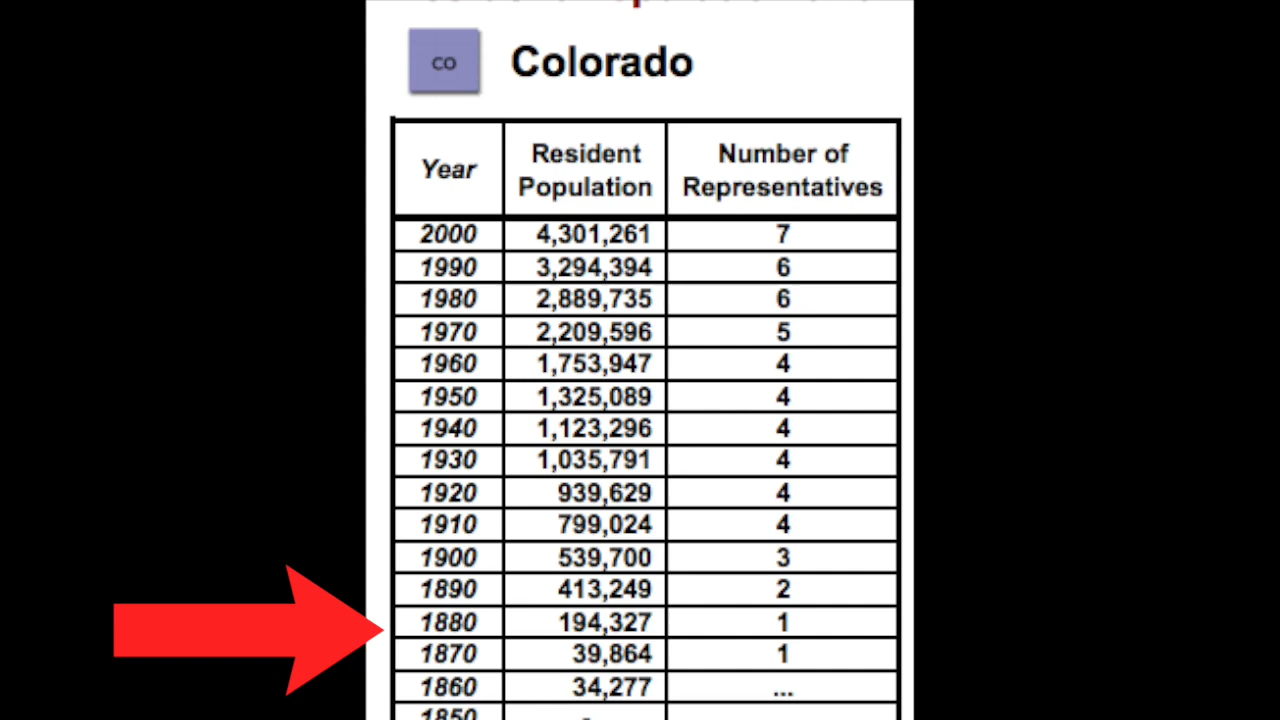 CO Colorado
Year Resident Population Number of Representatives
2000 4,301,261 7
1990 3,294,394 6
1980 2,889,735 6
1970 2,209,596 5
1960 1,753,947 4
1950 1,325,089 4
1940 1,123,296 4
1930 1,035,791 4
1920 939,629 4
1910 799,024 4
1900 539,700 3
1890 413,249 2
1880 194,327 1
1870 39,864 1
1860 34,277 ...
1850 -